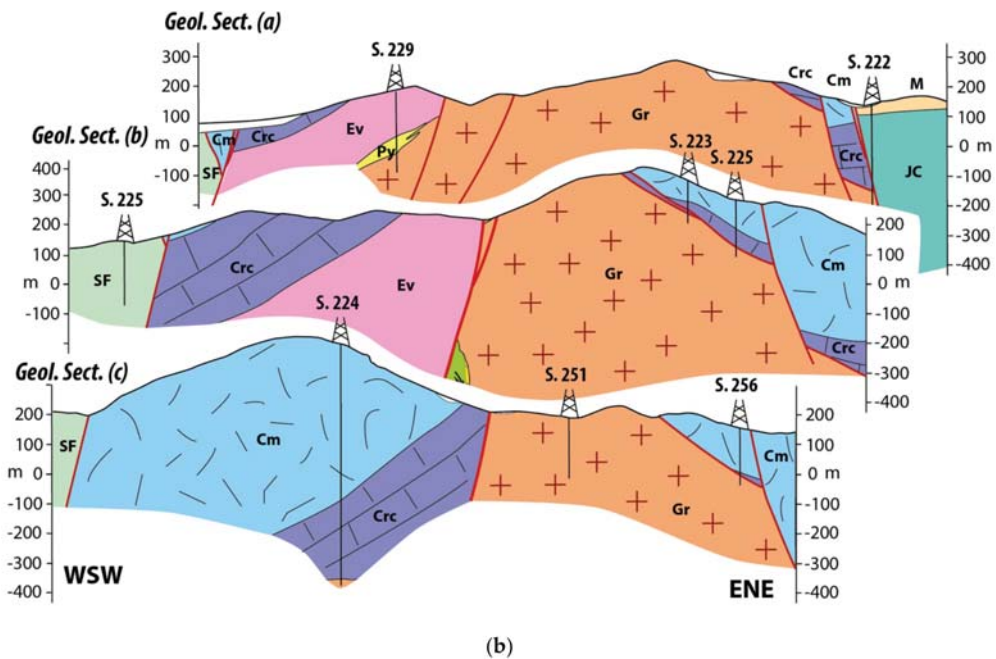 Geol. Sect. (a)
S. 229
S. 222
300
200
100
m 0
-100
Cm
SF
Crc
Ev
Py
Gr
Crc
Cm
Crc
M
JC
300
200
100
0 m
-100
-200
-300
-400
Geol. Sect. (b)
S. 225
S. 223
S. 225
400
300
200
100
m 0
-100
SF
Crc
Ev
Gr
Cm
Crc
200
100
0 m
-100
-200
-300
-400
Geol. Sect. (c)
S. 224
S. 251
S. 256
200
100
m 0
-100
-200
-300
-400
SF
Cm
Crc
Gr
Cm
200
100
0 m
-100
-200
-300
-400
WSW
ENE
(b)